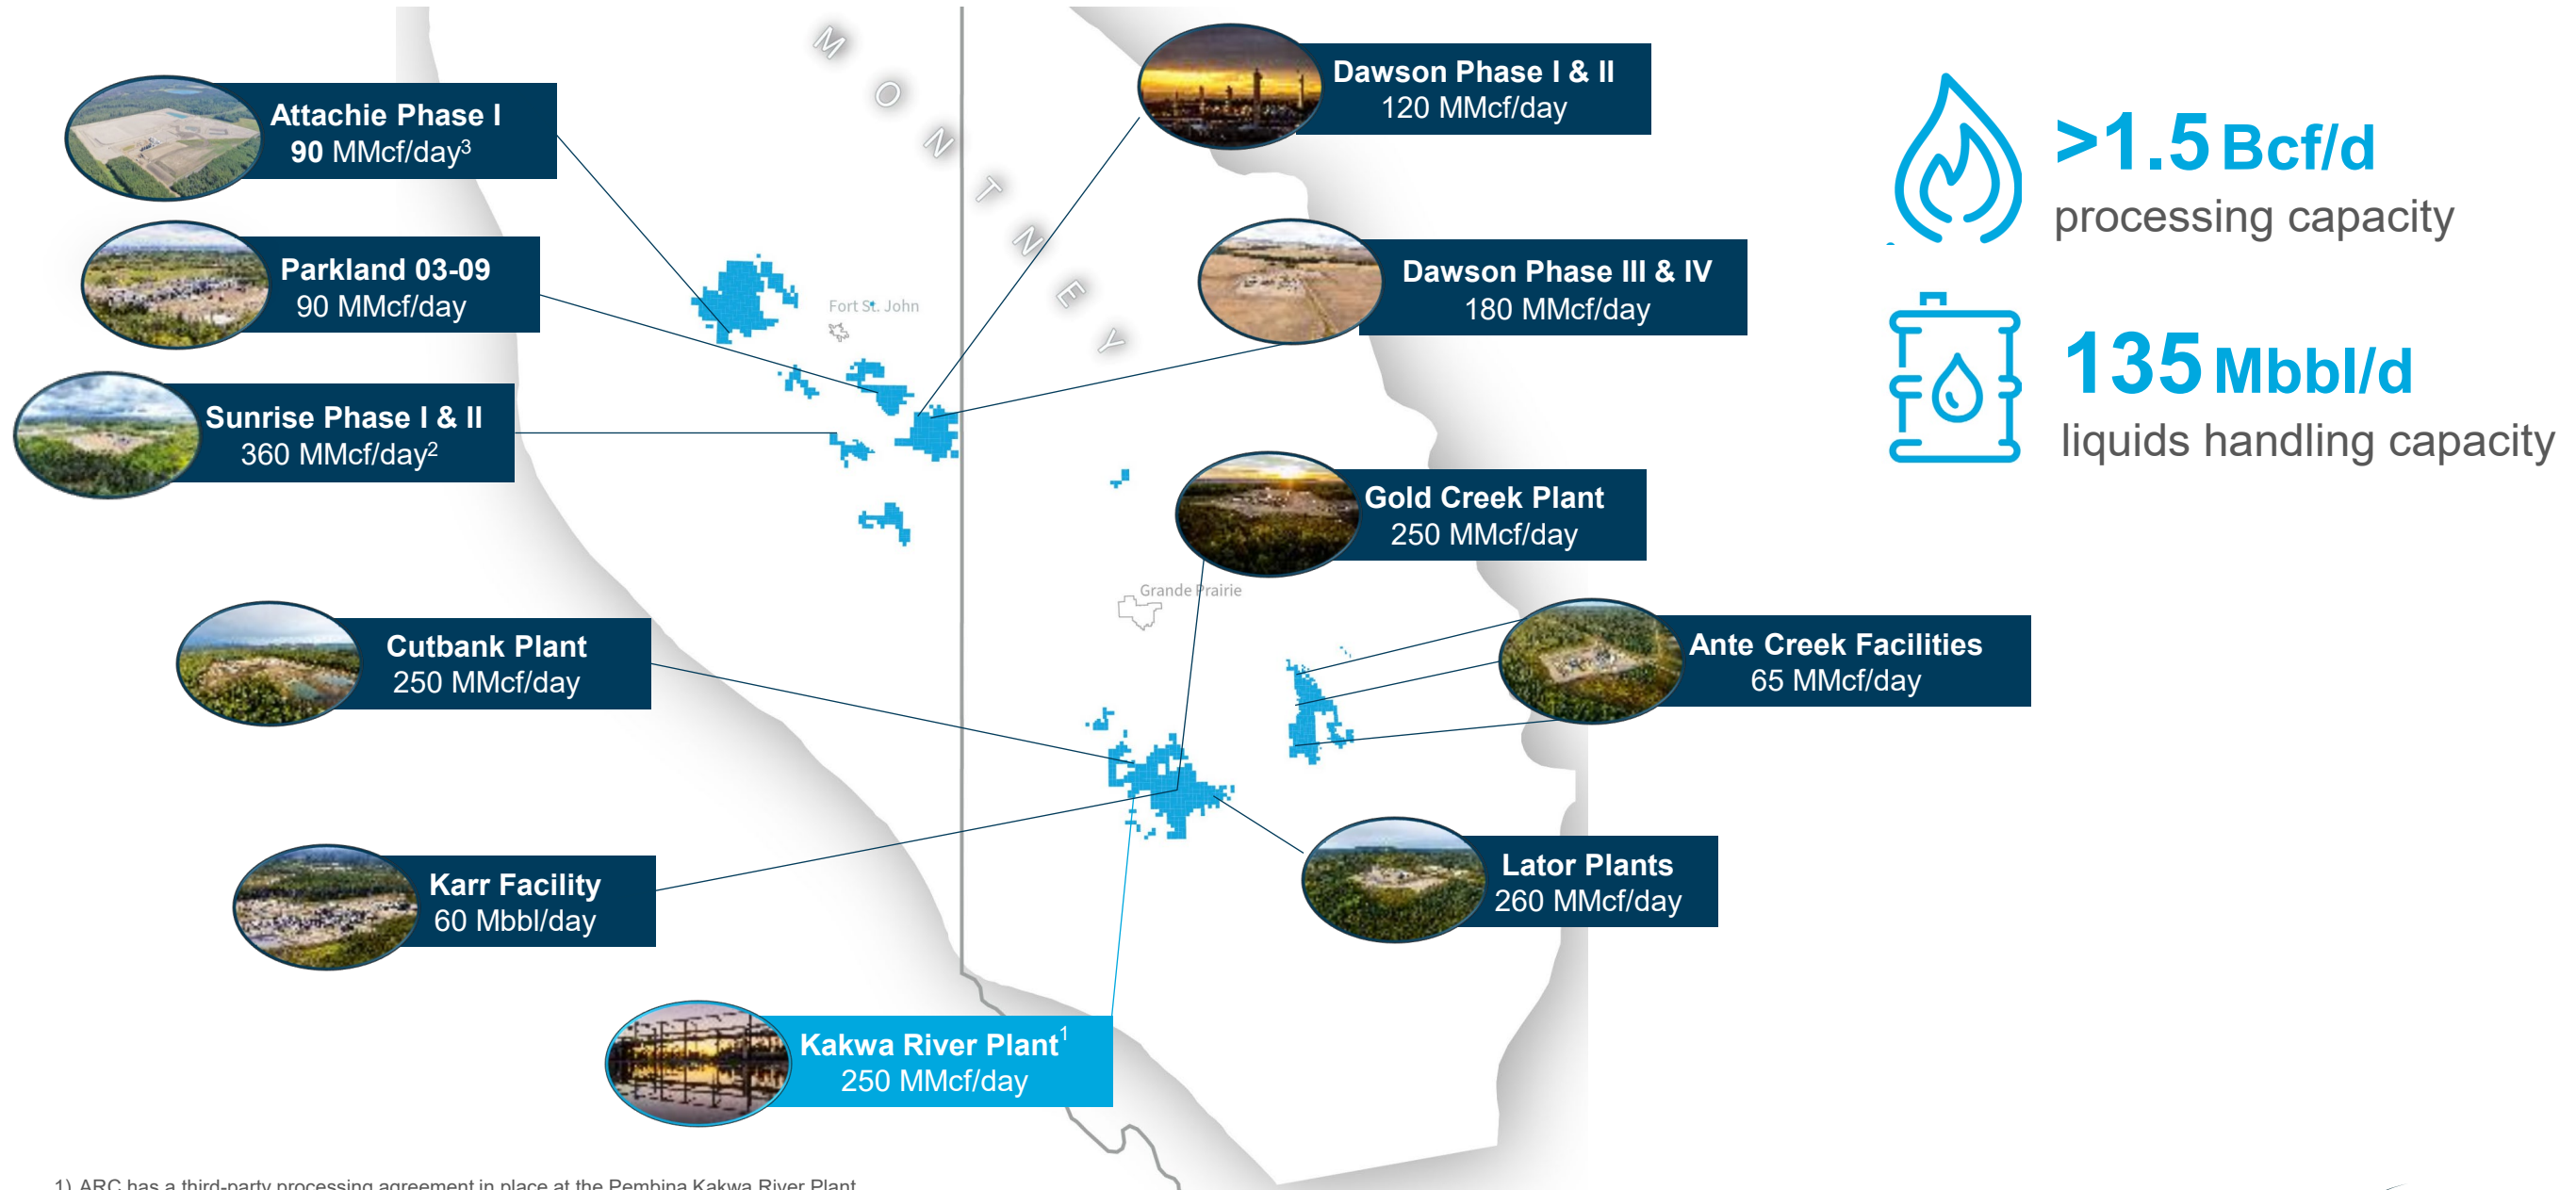 MONTNEY
Attachie Phase I
90 MMcf/day³
Parkland 03-09
90 MMcf/day
Sunrise Phase I & II
360 MMcf/day²
Cutbank Plant
250 MMcf/day
Karr Facility
60 Mbbl/day
Kakwa River Plant¹
250 MMcf/day
Fort St. John
Dawson Phase I & II
120 MMcf/day
Dawson Phase III & IV
180 MMcf/day
Gold Creek Plant
250 MMcf/day
Grande Prairie
Ante Creek Facilities
65 MMcf/day
Lator Plants
260 MMcf/day
>1.5 Bcf/d
processing capacity
135 Mbbl/d
liquids handling capacity
1) ARC has a third-party processing agreement in place at the Pembina Kakwa River Plant